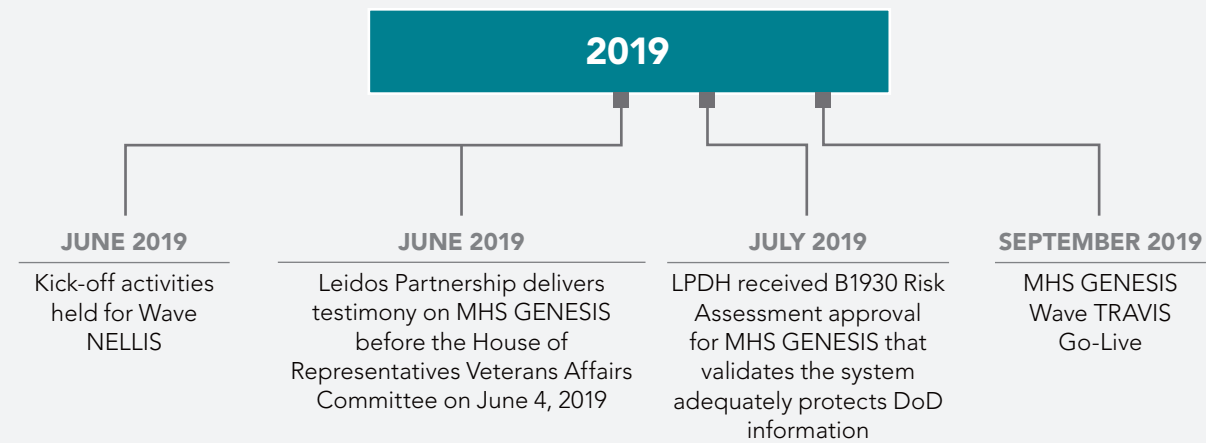 2019
JUNE 2019
Kick-off activities
held for Wave
NELLIS
JUNE 2019
Leidos Partnership delivers
testimony on MHS GENESIS
before the House of
Representatives Veterans Affairs
Committee on June 4, 2019
JULY 2019
LPDH received B1930 Risk
Assessment approval
for MHS GENESIS that
validates the system
adequately protects DoD
information
SEPTEMBER 2019
MHS GENESIS
Wave TRAVIS
Go-Live